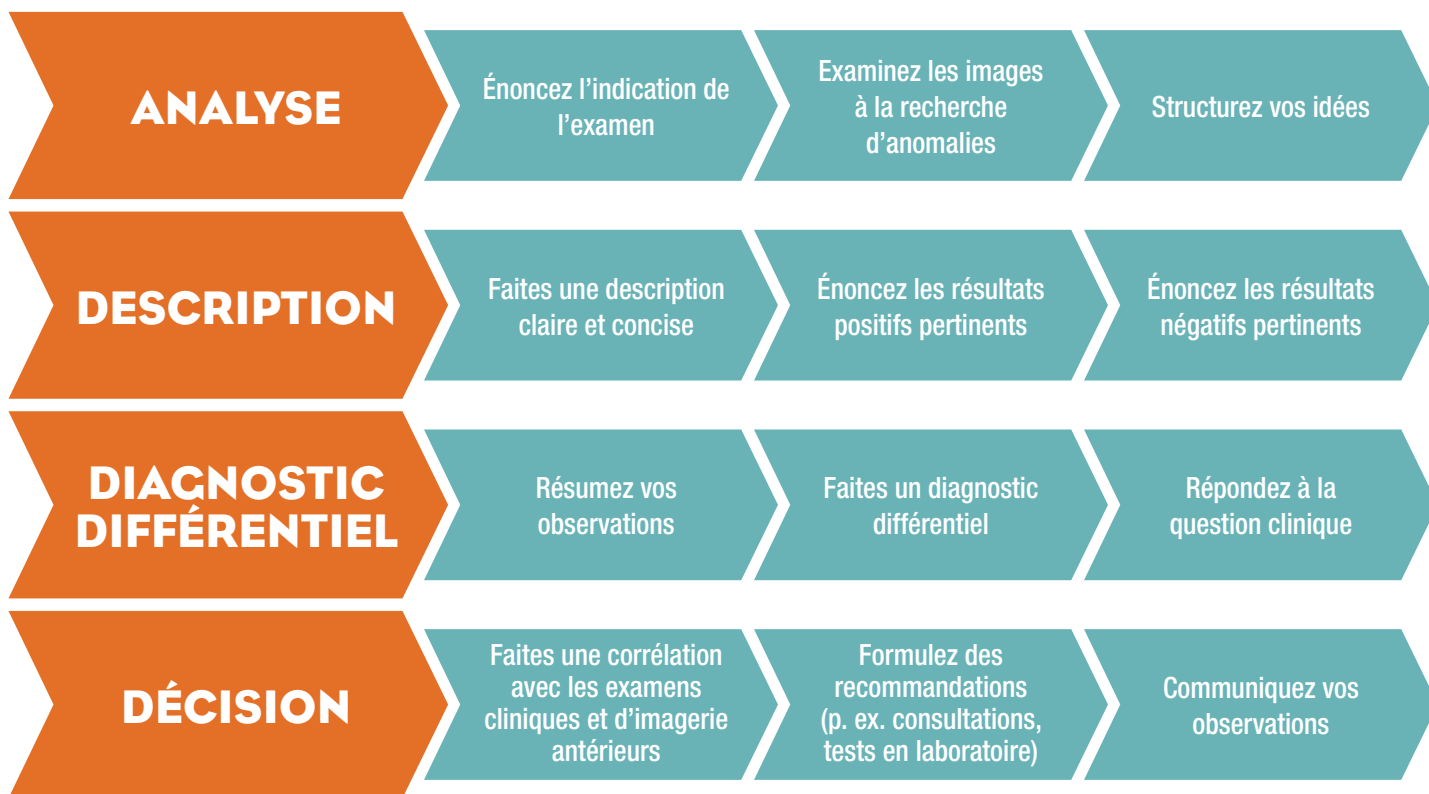 ANALYSE
Énoncez l’indication de
l’examen
Examinez les images
à la recherche
d’anomalies
Structurez vos idées
DESCRIPTION
Faites une description
claire et concise
Énoncez les résultats
positifs pertinents
Énoncez les résultats
négatifs pertinents
DIAGNOSTIC
DIFFÉRENTIEL
Résumez vos
observations
Faites un diagnostic
différentiel
Répondez à la
question clinique
DÉCISION
Faites une corrélation
avec les examens
cliniques et d’imagerie
antérieurs
Formulez des
recommandations
(p. ex. consultations,
tests en laboratoire)
Communiquez vos
observations